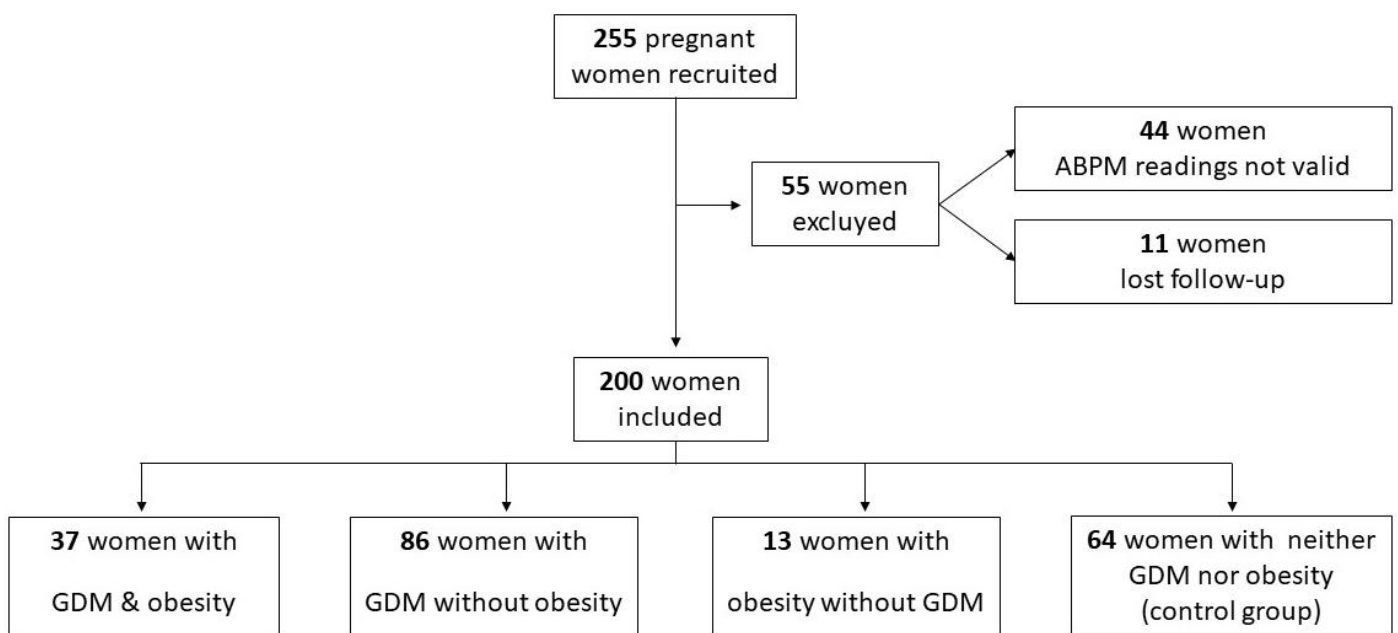 255 pregnant
women recruited
44 women
ABPM readings not valid
55 women
excluyed
11 women
lost follow-up
200 women
included
37 women with
GDM & obesity
86 women with
GDM without obesity
13 women with
obesity without GDM
64 women with neither
GDM nor obesity
(control group)